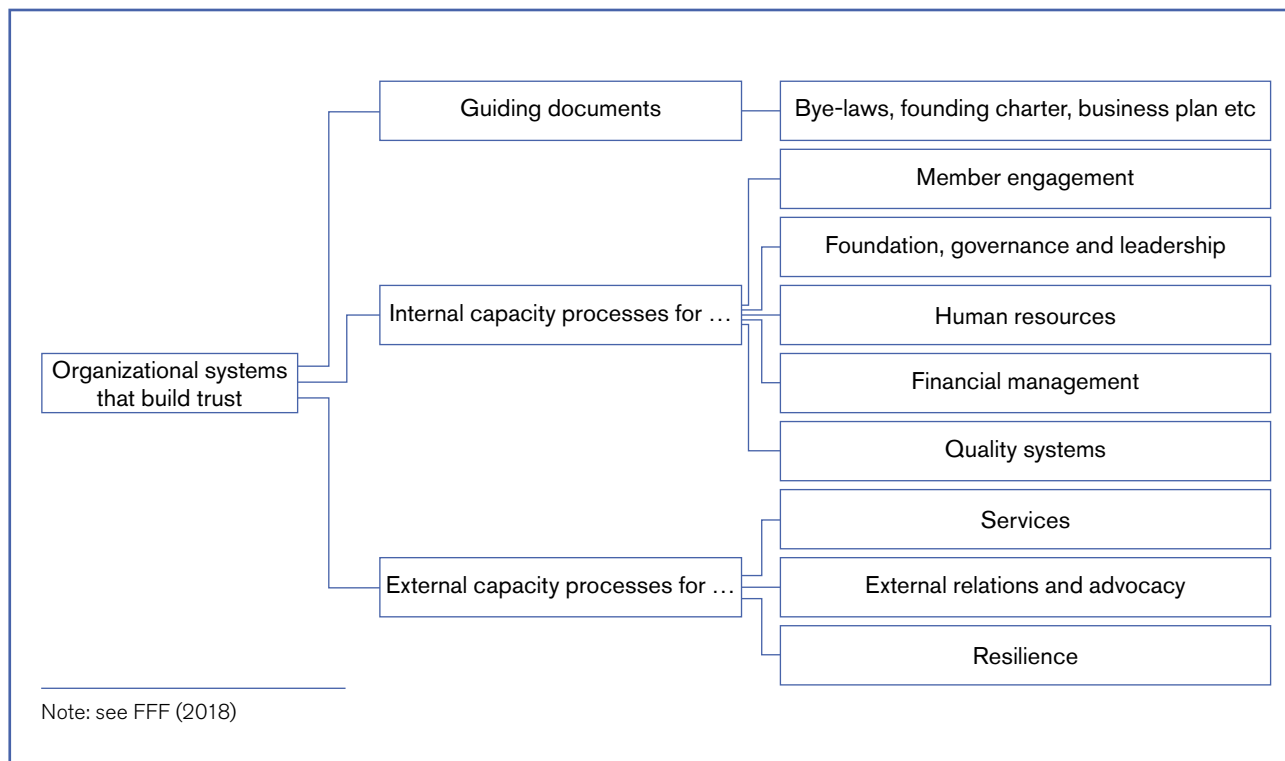 Guiding documents
Bye-laws, founding charter, business plan etc
Member engagement
Foundation, governance and leadership
Internal capacity processes for …
Human resources
Financial management
Quality systems
Organizational systems
that build trust
Services
External capacity processes for …
External relations and advocacy
Resilience
Note: see FFF (2018)